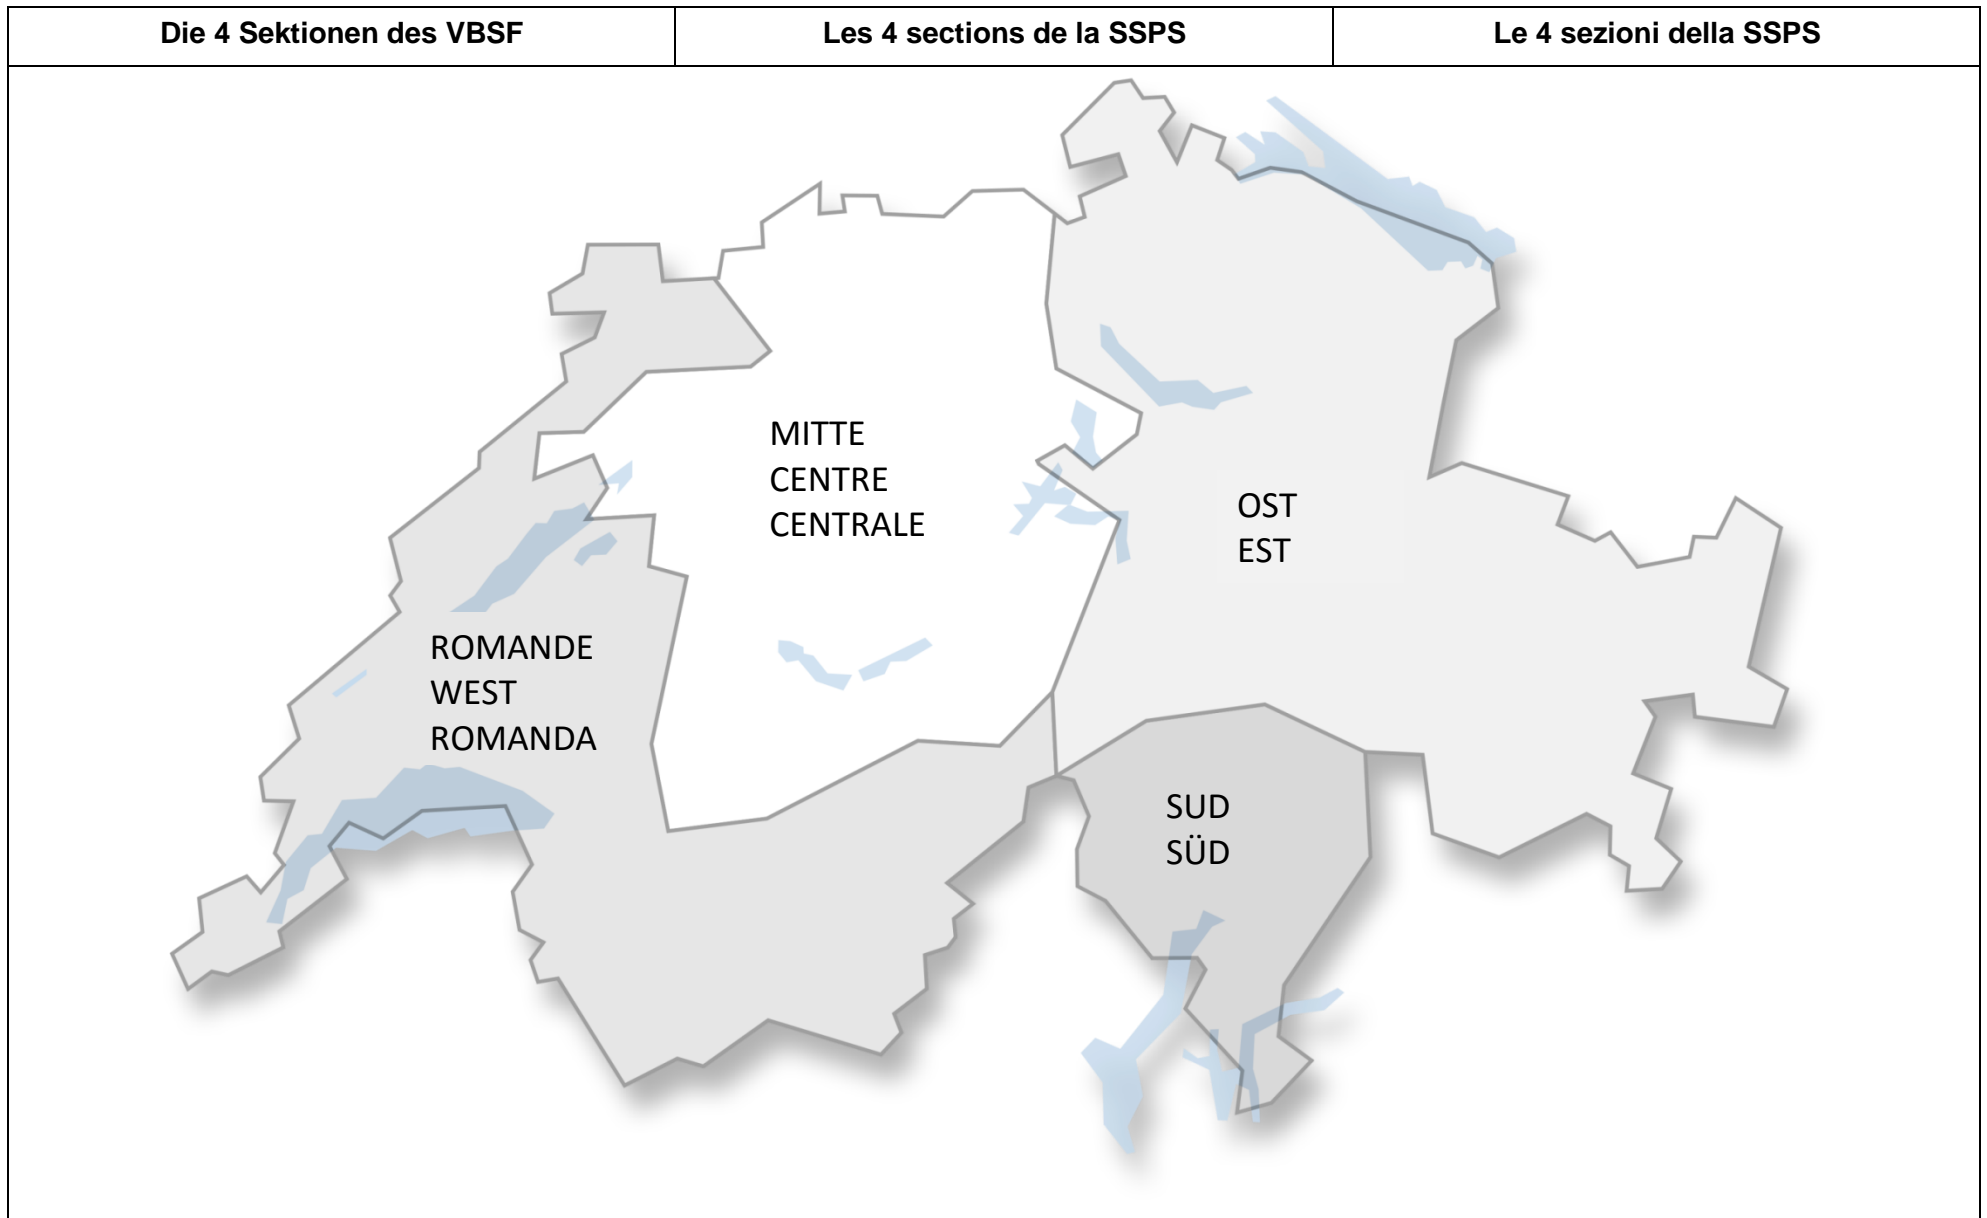 Die 4 Sektionen des VBSF
Les 4 sections de la SSPS
Le 4 sezioni della SSPS
MITTE
CENTRE
CENTRALE
OST
EST
ROMANDE
WEST
ROMANDA
SUD
SÜD